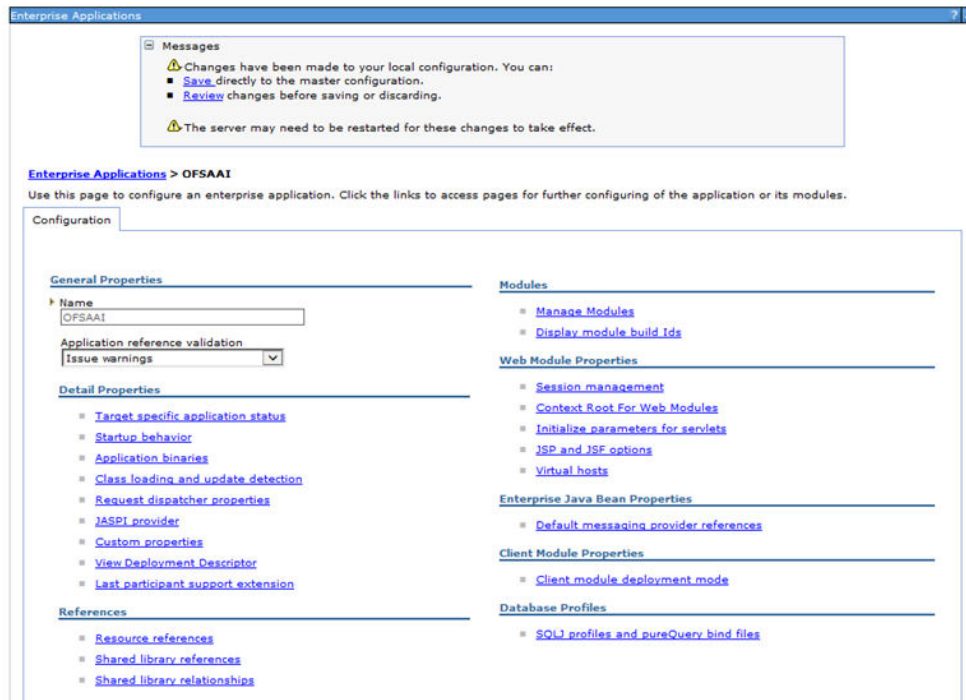 Enterprise Applications
?
Messages
Changes have been made to your local configuration. You can:
Save directly to the master configuration.
Review changes before saving or discarding.
The server may need to be restarted for these changes to take effect.
Enterprise Applications > OFSAAI
Use this page to configure an enterprise application. Click the links to access pages for further configuring of the application or its modules.
Configuration
General Properties
Name
OFSAAI
Application reference validation
Issue warnings
Detail Properties
Target specific application status
Startup behavior
Application binaries
Class loading and update detection
Request dispatcher properties
JASPI provider
Custom properties
View Deployment Descriptor
Last participant support extension
References
Resource references
Shared library references
Shared library relationships
Modules
Manage Modules
Display module build Ids
Web Module Properties
Session management
Context Root For Web Modules
Initialize parameters for servlets
JSP and JSF options
Virtual hosts
Enterprise Java Bean Properties
Default messaging provider references
Client Module Properties
Client module deployment mode
Database Profiles
SQLJ profiles and pureQuery bind files